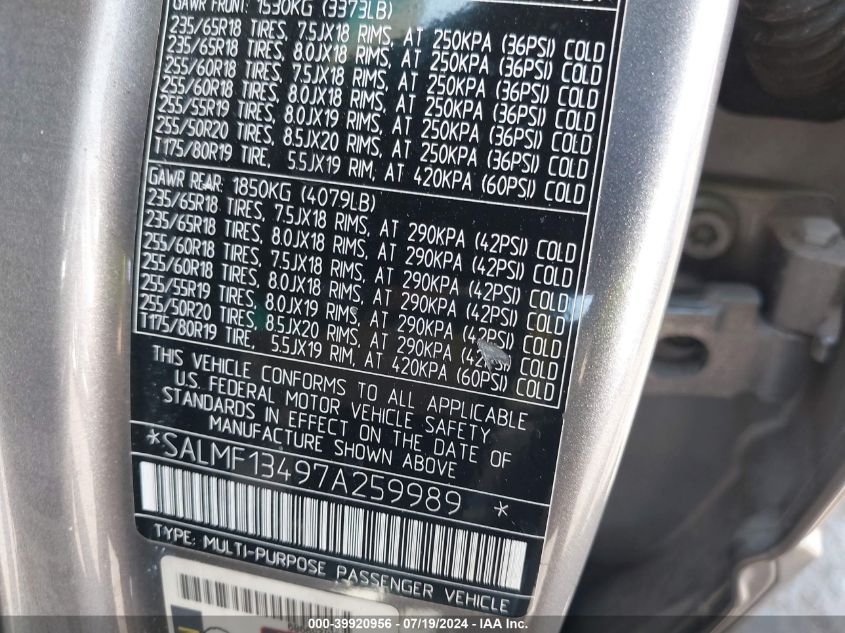 GAWR FRONT: 1530KG (3373LB)
235/65R18 TIRES, 7.5JX18 RIMS, AT 250KPA (36PSI) COLD
235/65R18 TIRES, 8.0JX18 RIMS, AT 250KPA (36PSI) COLD
255/60R18 TIRES, 7.5JX18 RIMS, AT 250KPA (36PSI) COLD
255/60R18 TIRES, 8.0JX18 RIMS, AT 250KPA (36PSI) COLD
255/55R19 TIRES, 8.0JX19 RIMS, AT 250KPA (36PSI) COLD
255/50R20 TIRES, 8.5JX20 RIMS, AT 250KPA (36PSI) COLD
T175/80R19 TIRE, 5.5JX19 RIM, AT 420KPA (60PSI) COLD
GAWR REAR: 1850KG (4079LB)
235/65R18 TIRES, 7.5JX18 RIMS, AT 290KPA (42PSI) COLD
235/65R18 TIRES, 8.0JX18 RIMS, AT 290KPA (42PSI) COLD
255/60R18 TIRES, 7.5JX18 RIMS, AT 290KPA (42PSI) COLD
255/60R18 TIRES, 8.0JX18 RIMS, AT 290KPA (42PSI) COLD
255/55R19 TIRES, 8.0JX19 RIMS, AT 290KPA (42PSI) COLD
255/50R20 TIRES, 8.5JX20 RIMS, AT 290KPA (42PSI) COLD
T175/80R19 TIRE, 5.5JX19 RIM, AT 420KPA (60PSI) COLD
THIS VEHICLE CONFORMS TO ALL APPLICABLE
U.S. FEDERAL MOTOR VEHICLE SAFETY
STANDARDS IN EFFECT ON THE DATE OF
MANUFACTURE SHOWN ABOVE
*SALMF13497A259989 *
TYPE: MULTI-PURPOSE PASSENGER VEHICLE
000-39920956 - 07/19/2024 - IAA Inc.